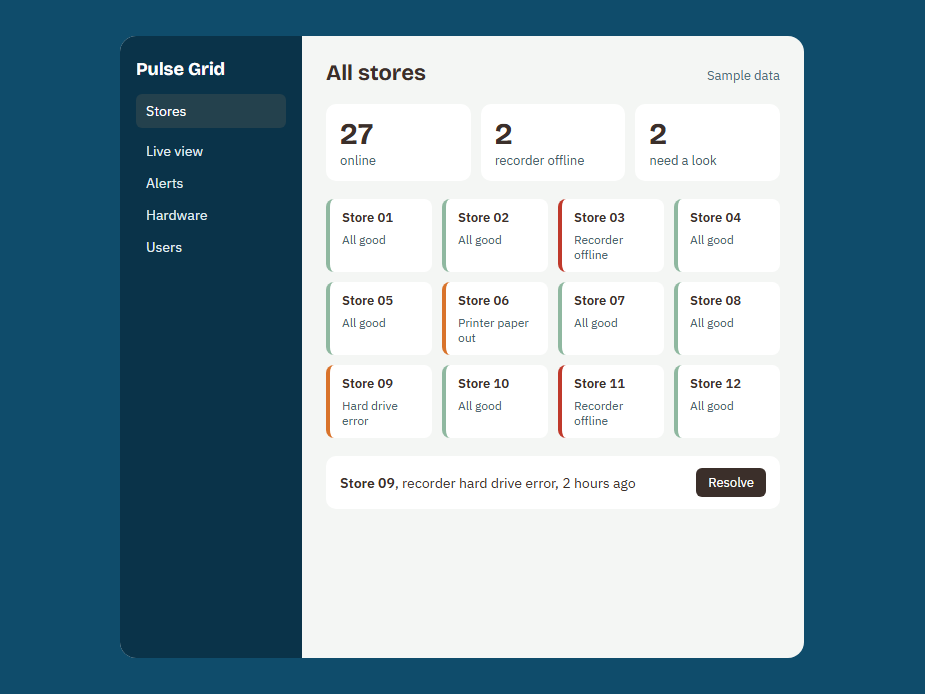 Pulse Grid
Stores
Live view
Alerts
Hardware
Users
All stores
Sample data
27
online
2
recorder offline
2
need a look
Store 01
All good
Store 02
All good
Store 03
Recorder
offline
Store 04
All good
Store 05
All good
Store 06
Printer paper
out
Store 07
All good
Store 08
All good
Store 09
Hard drive
error
Store 10
All good
Store 11
Recorder
offline
Store 12
All good
Store 09, recorder hard drive error, 2 hours ago
Resolve